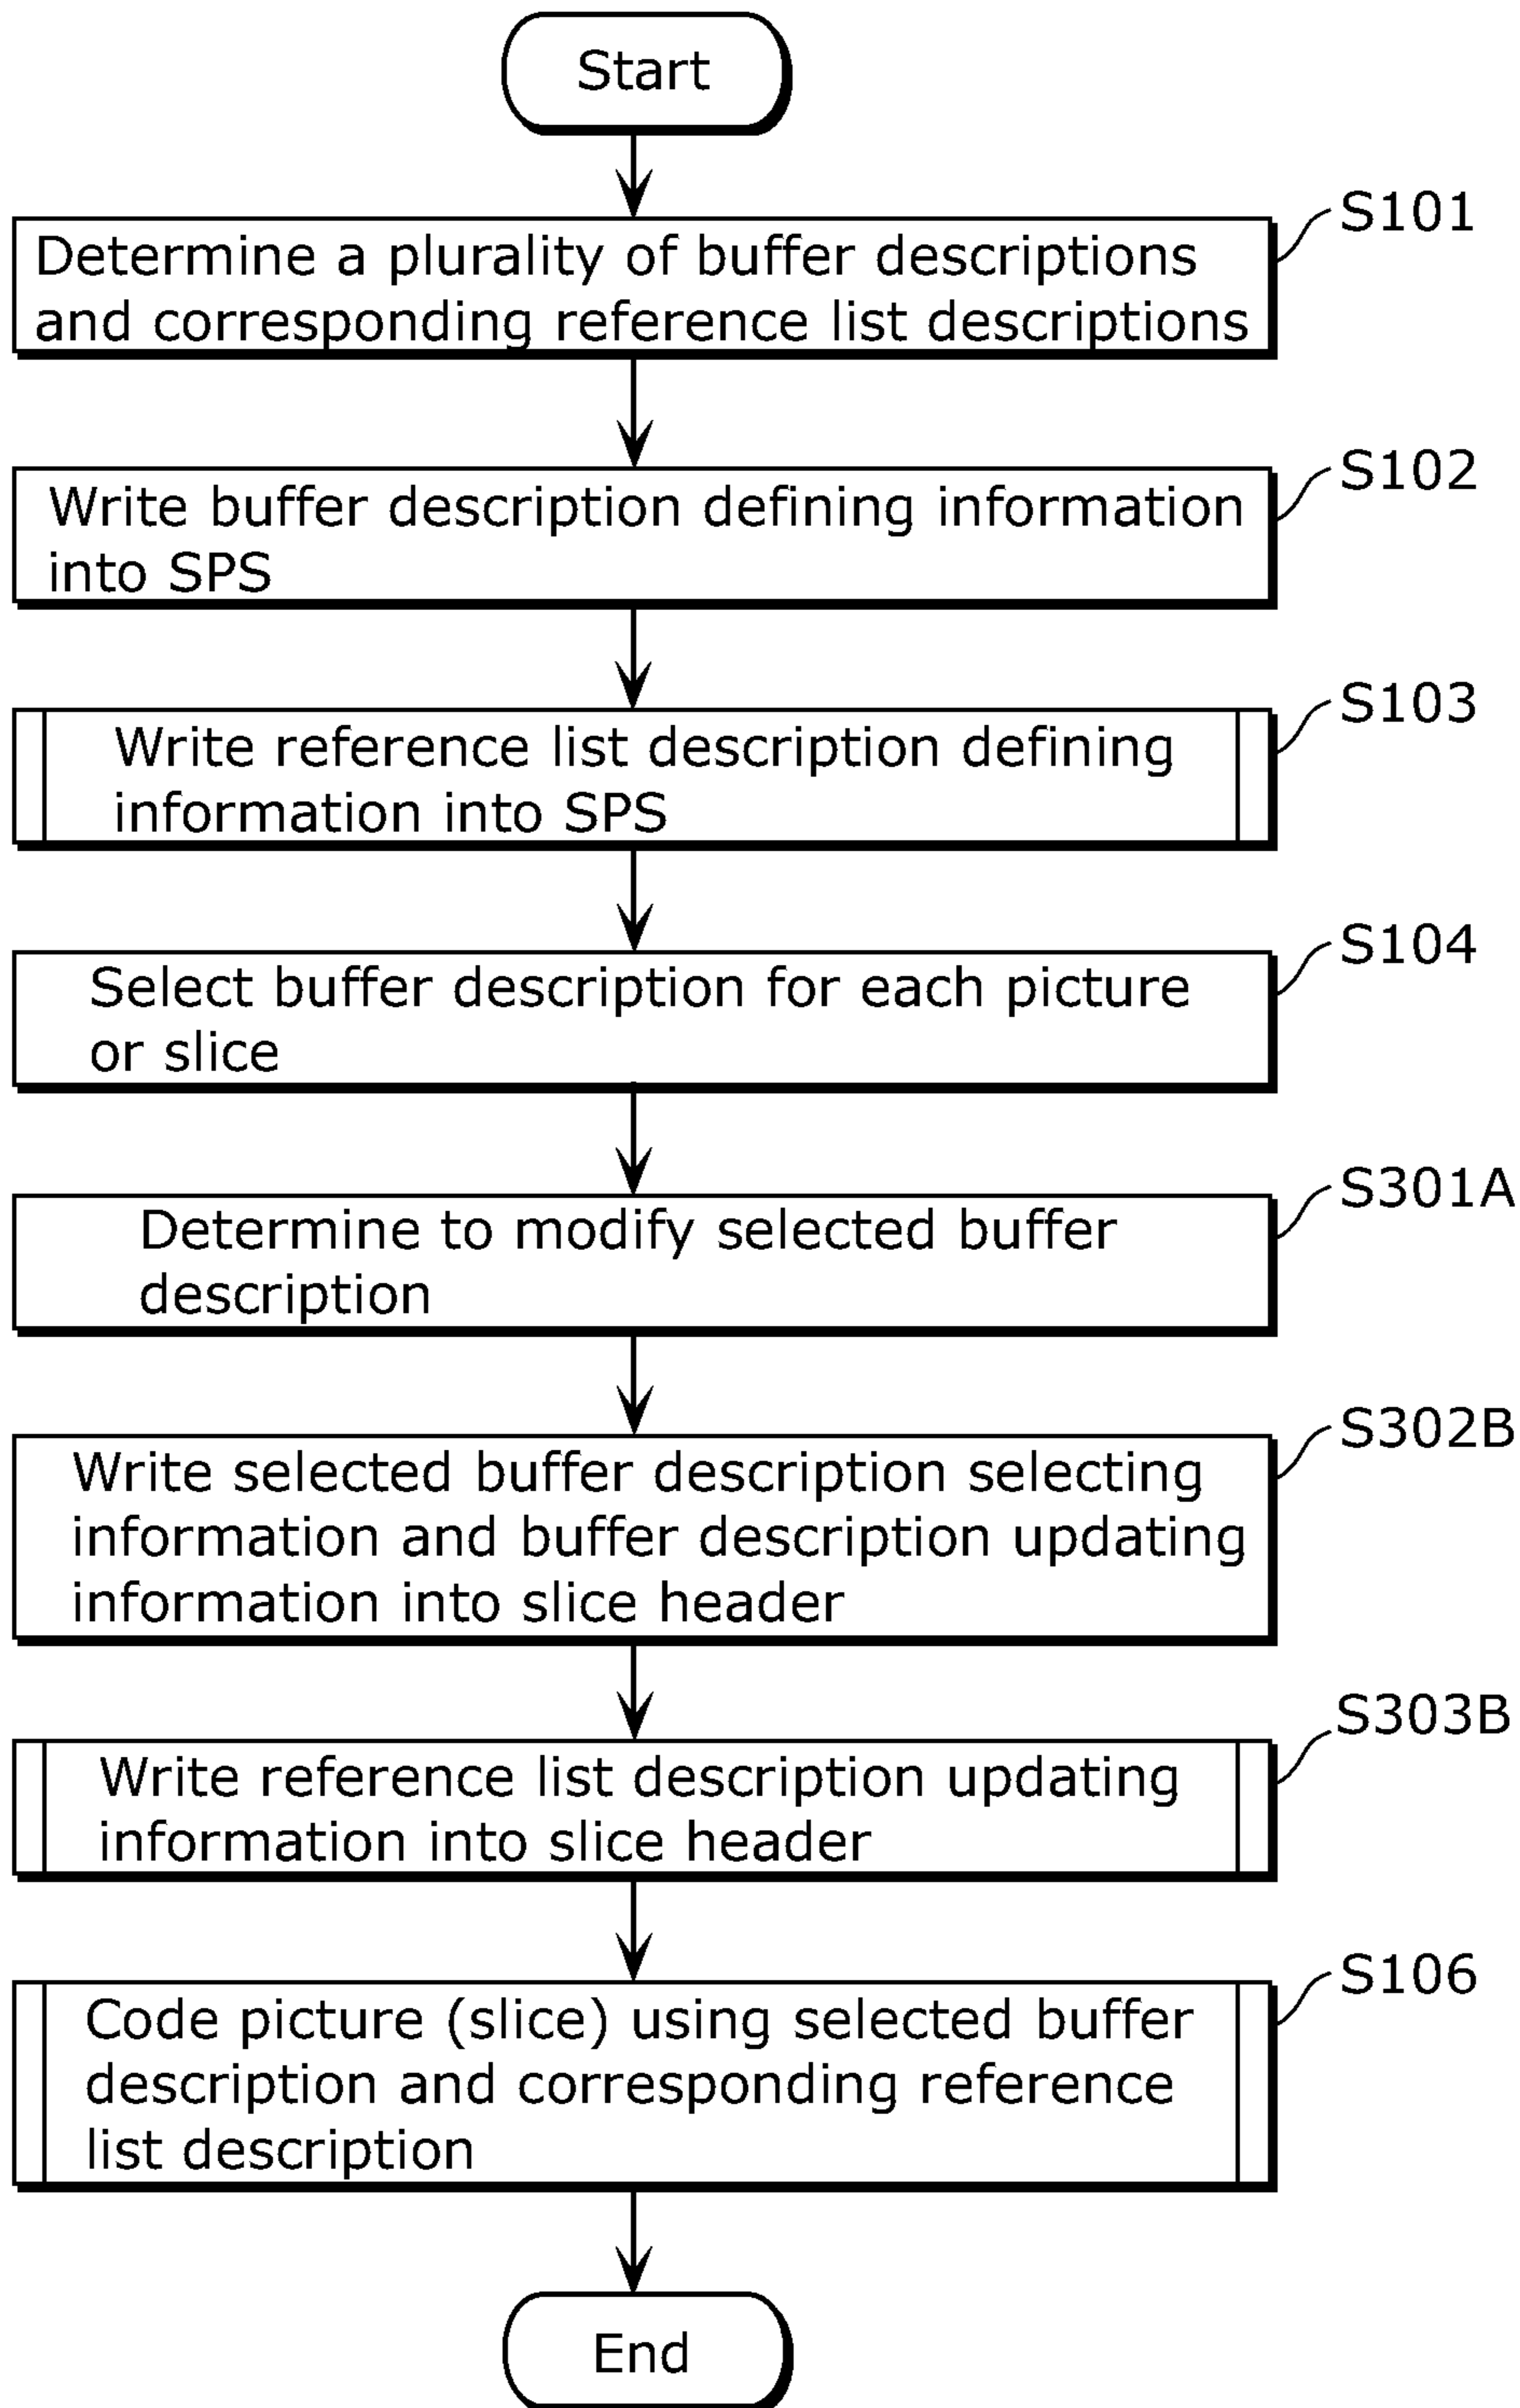 Start
S101
Determine a plurality of buffer descriptions
and corresponding reference list descriptions
S102
Write buffer description defining information
into SPS
S103
Write reference list description defining
information into SPS
S104
Select buffer description for each picture
or slice
S301A
Determine to modify selected buffer
description
S302B
Write selected buffer description selecting
information and buffer description updating
information into slice header
S303B
Write reference list description updating
information into slice header
S106
Code picture (slice) using selected buffer
description and corresponding reference
list description
End